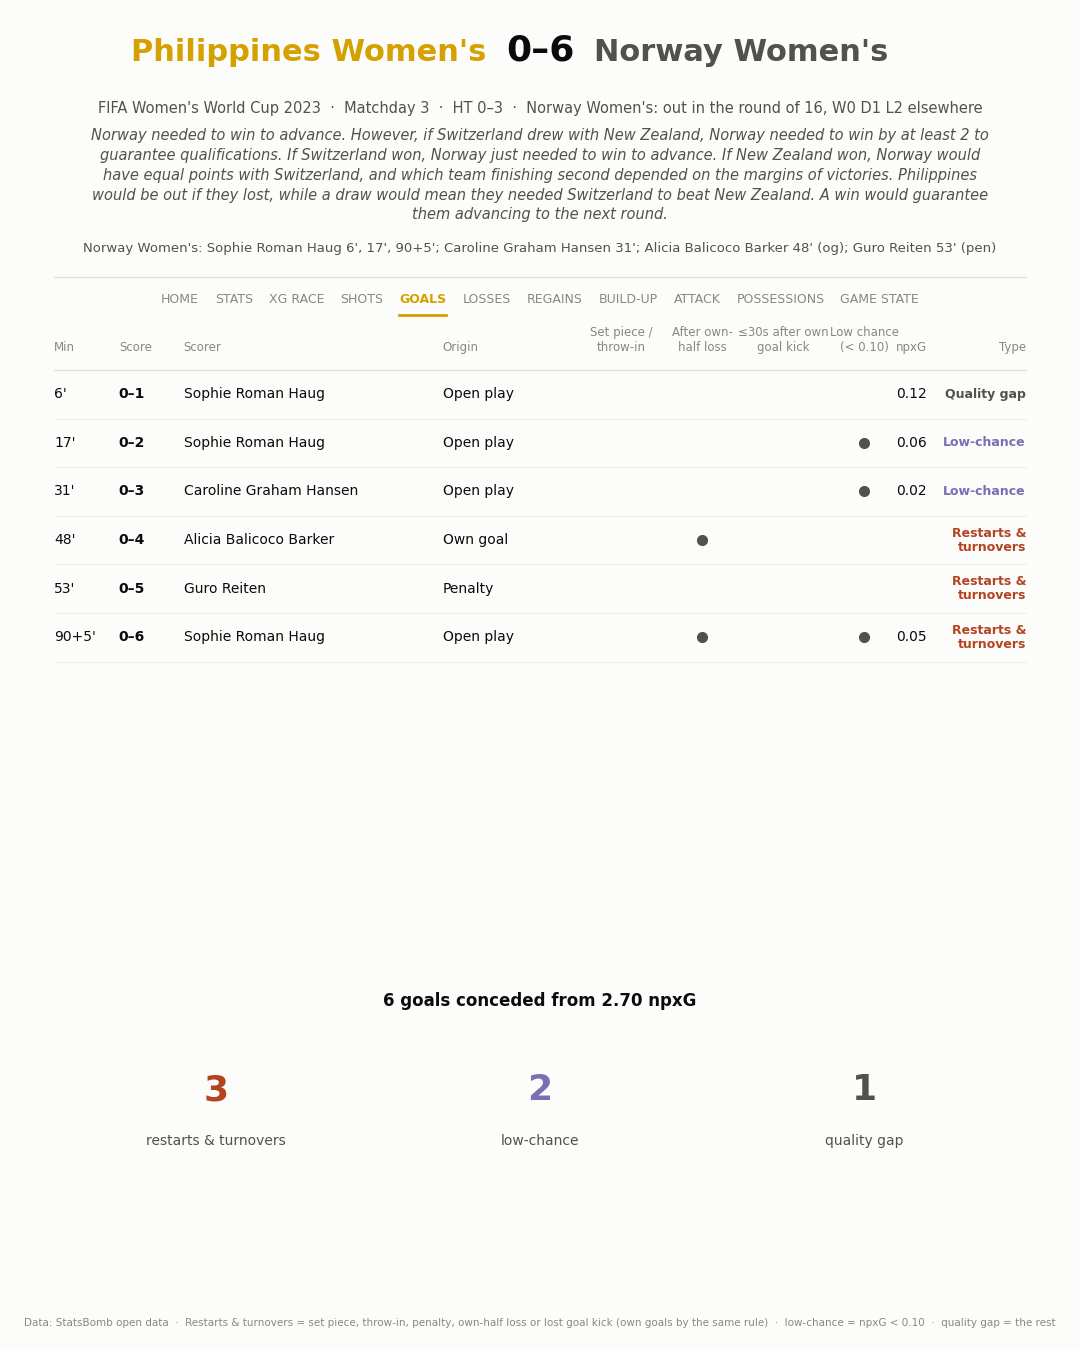 Philippines Women's 0–6 Norway Women's
FIFA Women's World Cup 2023 · Matchday 3 · HT 0–3 · Norway Women's: out in the round of 16, W0 D1 L2 elsewhere
Norway needed to win to advance. However, if Switzerland drew with New Zealand, Norway needed to win by at least 2 to
guarantee qualifications. If Switzerland won, Norway just needed to win to advance. If New Zealand won, Norway would
have equal points with Switzerland, and which team finishing second depended on the margins of victories. Philippines
would be out if they lost, while a draw would mean they needed Switzerland to beat New Zealand. A win would guarantee
them advancing to the next round.
Norway Women's: Sophie Roman Haug 6', 17', 90+5'; Caroline Graham Hansen 31'; Alicia Balicoco Barker 48' (og); Guro Reiten 53' (pen)
HOME STATS XG RACE SHOTS GOALS LOSSES REGAINS BUILD-UP ATTACK POSSESSIONS GAME STATE
Set piece / After own- ≤30s after own Low chance
Min Score Scorer Origin throw-in half loss goal kick (< 0.10) npxG Type
6' 0–1 Sophie Roman Haug Open play 0.12 Quality gap
17' 0–2 Sophie Roman Haug Open play ● 0.06 Low-chance
31' 0–3 Caroline Graham Hansen Open play ● 0.02 Low-chance
48' 0–4 Alicia Balicoco Barker Own goal ● Restarts &
turnovers
53' 0–5 Guro Reiten Penalty Restarts &
turnovers
90+5' 0–6 Sophie Roman Haug Open play ● ● 0.05 Restarts &
turnovers
6 goals conceded from 2.70 npxG
3 2 1
restarts & turnovers low-chance quality gap
Data: StatsBomb open data · Restarts & turnovers = set piece, throw-in, penalty, own-half loss or lost goal kick (own goals by the same rule) · low-chance = npxG < 0.10 · quality gap = the rest